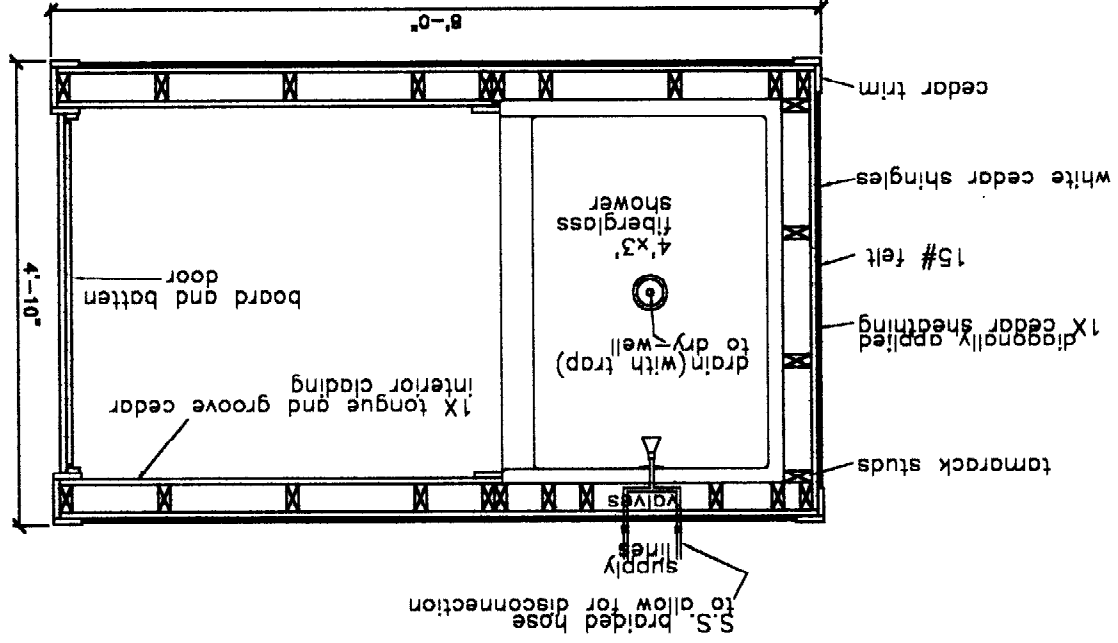 S.S. braided hose
to allow for disconnection
supply
lines
valves
tamarack studs
1X tongue and groove cedar
interior clading
drain(with trap)
to dry-well
diagonally applied
1X cedar sheathing
board and batten
door
4'-10"
15# felt
4'x3'
fiberglass
shower
white cedar shingles
cedar trim
8'-0"